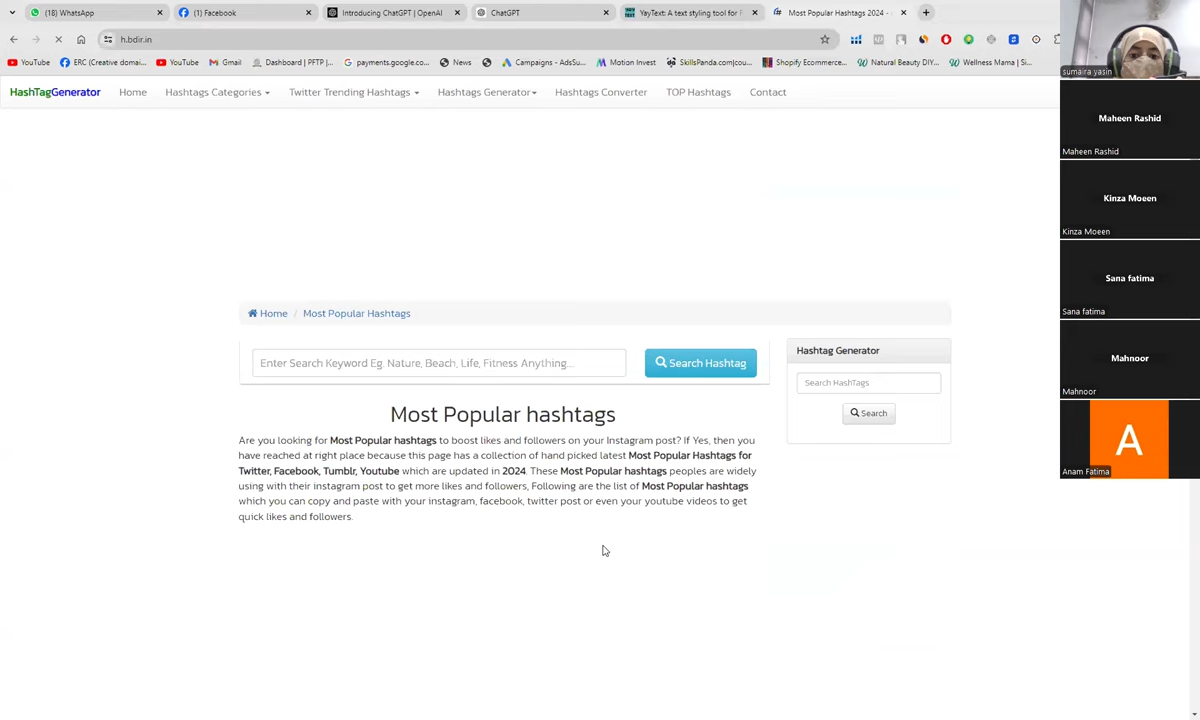 (18) WhatsApp
(1) Facebook
Introducing ChatGPT | OpenAI
ChatGPT
YayText: A text styling tool for F
Most Popular Hashtags 2024 -
h.bdir.in
YouTube
ERC (Creative domai...
YouTube
Gmail
Dashboard | PFTP |...
payments.google.co...
News
Campaigns - AdsSu...
Motion Invest
SkillsPanda.com|cou...
Shopify Ecommerce...
Natural Beauty DIY...
Wellness Mama | Si...
HashTagGenerator
Home
Hashtags Categories
Twitter Trending Hashtags
Hashtags Generator
Hashtags Converter
TOP Hashtags
Contact
Home / Most Popular Hashtags
Enter Search Keyword Eg. Nature, Beach, Life, Fitness Anything...
Search Hashtag
Most Popular hashtags
Are you looking for Most Popular hashtags to boost likes and followers on your Instagram post? If Yes, then you
have reached at right place because this page has a collection of hand picked latest Most Popular Hashtags for
Twitter, Facebook, Tumblr, Youtube which are updated in 2024. These Most Popular hashtags peoples are widely
using with their instagram post to get more likes and followers, Following are the list of Most Popular hashtags
which you can copy and paste with your instagram, facebook, twitter post or even your youtube videos to get
quick likes and followers.
Hashtag Generator
Search HashTags
Search
sumaira yasin
Maheen Rashid
Maheen Rashid
Kinza Moeen
Kinza Moeen
Sana fatima
Sana fatima
Mahnoor
Mahnoor
A
Anam Fatima